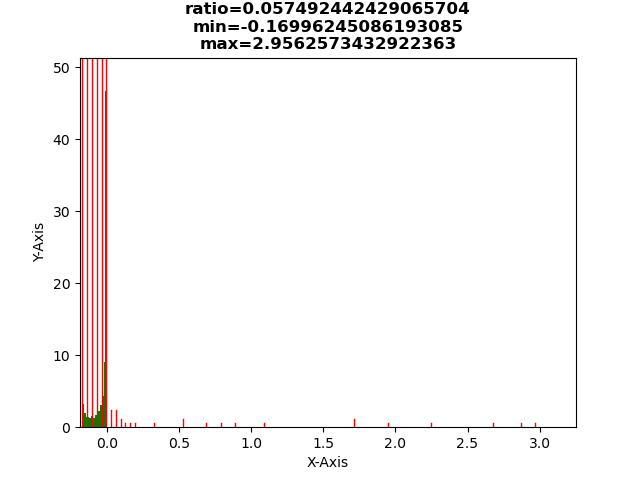 ratio=0.057492442429065704
min=-0.16996245086193085
max=2.9562573432922363
50
40
30
20
10
0
Y-Axis
0.0 0.5 1.0 1.5 2.0 2.5 3.0
X-Axis